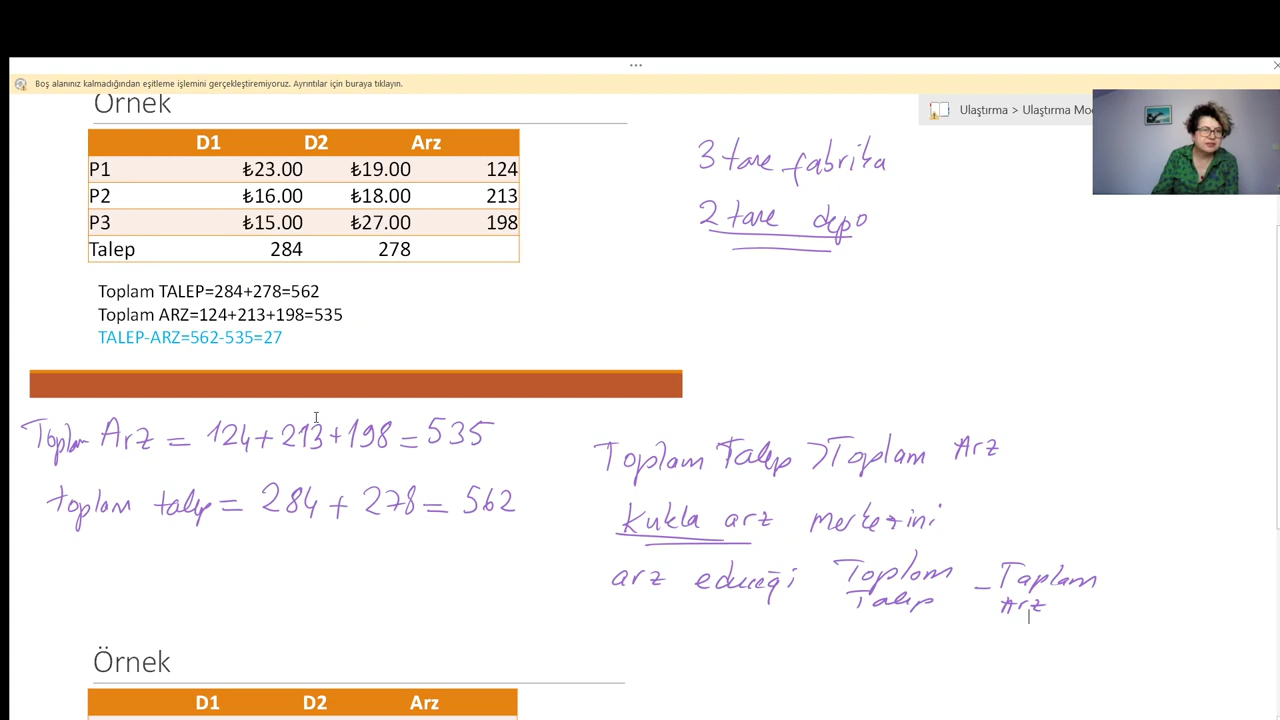 Boş alanınız kalmadığından eşitleme işlemini gerçekleştiremiyoruz. Ayrıntılar için buraya tıklayın.
Örnek
Ulaştırma > Ulaştırma Mod
D1 D2 Arz
P1 ₺23.00 ₺19.00 124
P2 ₺16.00 ₺18.00 213
P3 ₺15.00 ₺27.00 198
Talep 284 278
Toplam TALEP=284+278=562
Toplam ARZ=124+213+198=535
TALEP-ARZ=562-535=27
3 tane fabrika
2 tane depo
Toplam Arz = 124+213+198=535
toplam talep = 284 + 278 = 562
Toplam Talep > Toplam Arz
Kukla arz merkezini
arz edeceği Toplam Talep - Toplam Arz
Örnek
D1 D2 Arz